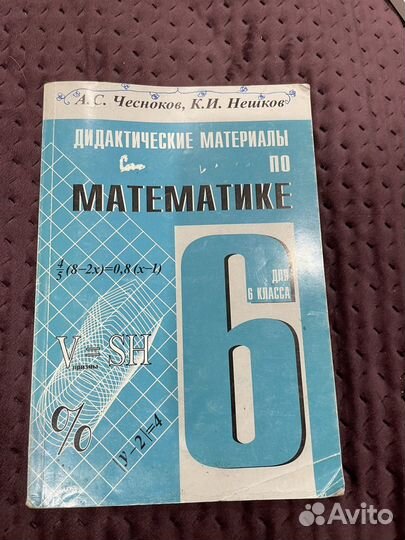 А.С. Чесноков, К.И. Нешков
ДИДАКТИЧЕСКИЕ МАТЕРИАЛЫ
ПО
МАТЕМАТИКЕ
4/5(8-2x)=0,8(x-1)
ДЛЯ
6 КЛАССА
6
V призмы = SH
%
|y-2|=4
Avito